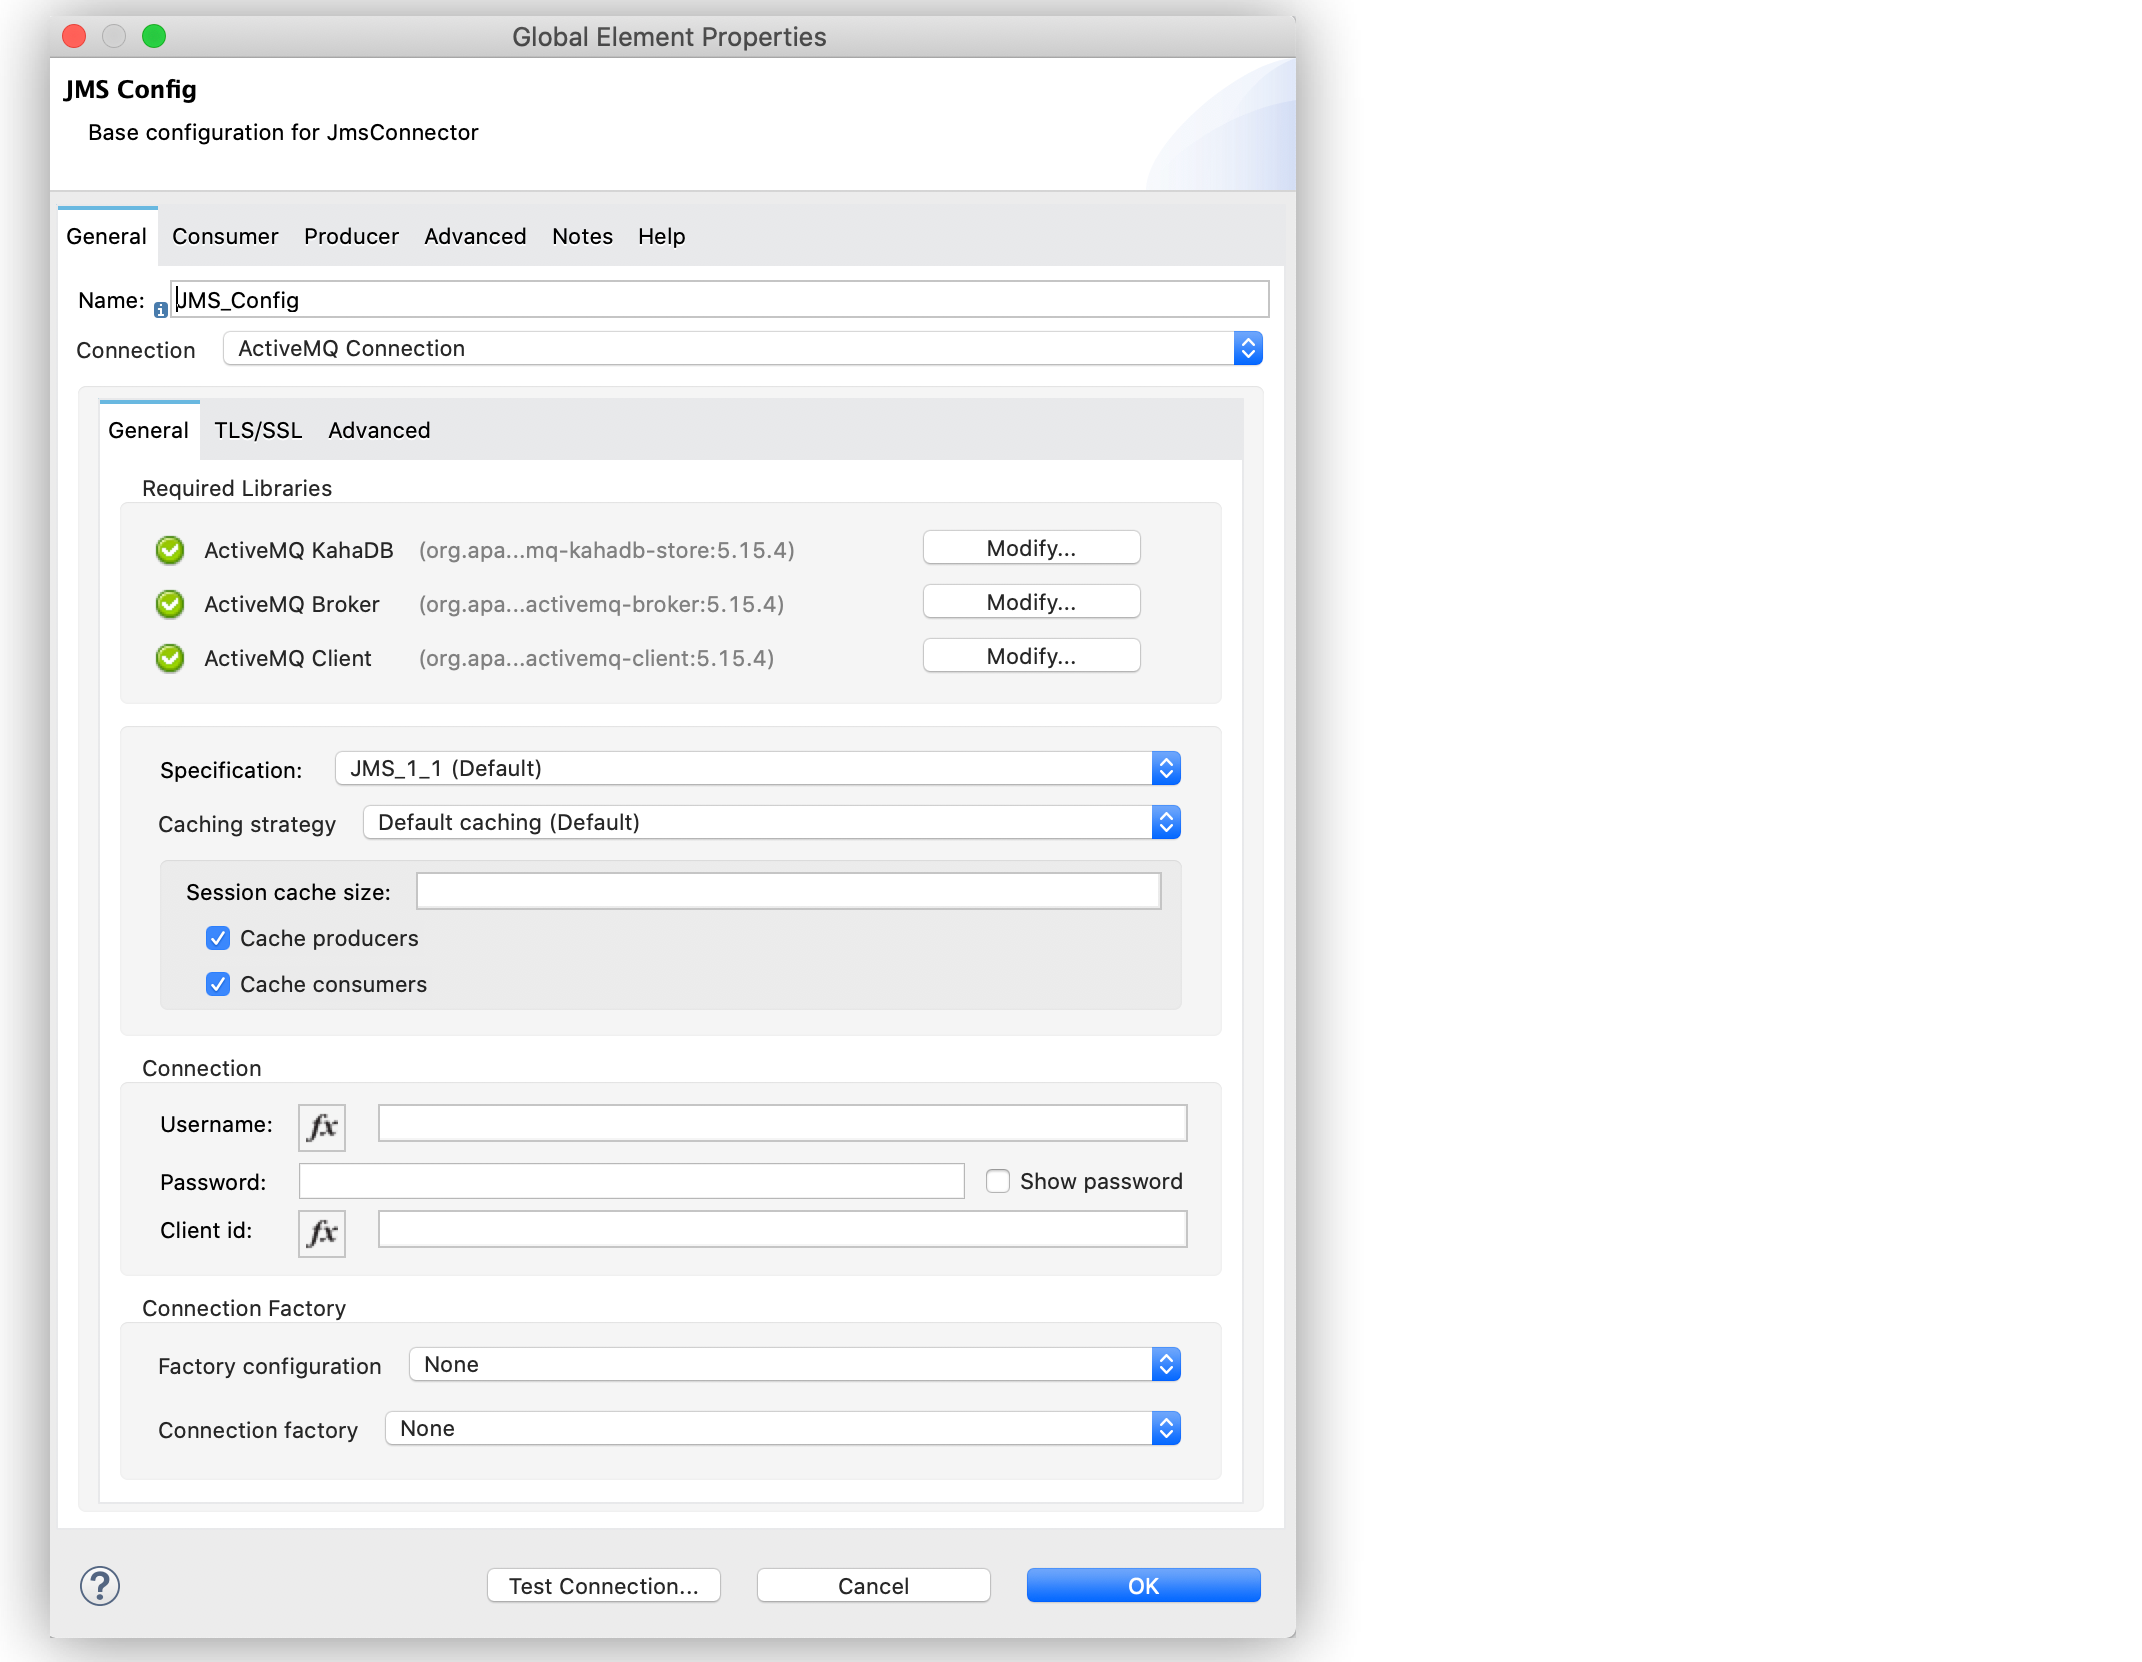 Global Element Properties
JMS Config
Base configuration for JmsConnector
General Consumer Producer Advanced Notes Help
Name: JMS_Config
Connection ActiveMQ Connection
General TLS/SSL Advanced
Required Libraries
ActiveMQ KahaDB (org.apa...mq-kahadb-store:5.15.4) Modify...
ActiveMQ Broker (org.apa...activemq-broker:5.15.4) Modify...
ActiveMQ Client (org.apa...activemq-client:5.15.4) Modify...
Specification: JMS_1_1 (Default)
Caching strategy Default caching (Default)
Session cache size:
Cache producers
Cache consumers
Connection
Username: fx
Password: Show password
Client id: fx
Connection Factory
Factory configuration None
Connection factory None
? Test Connection... Cancel OK